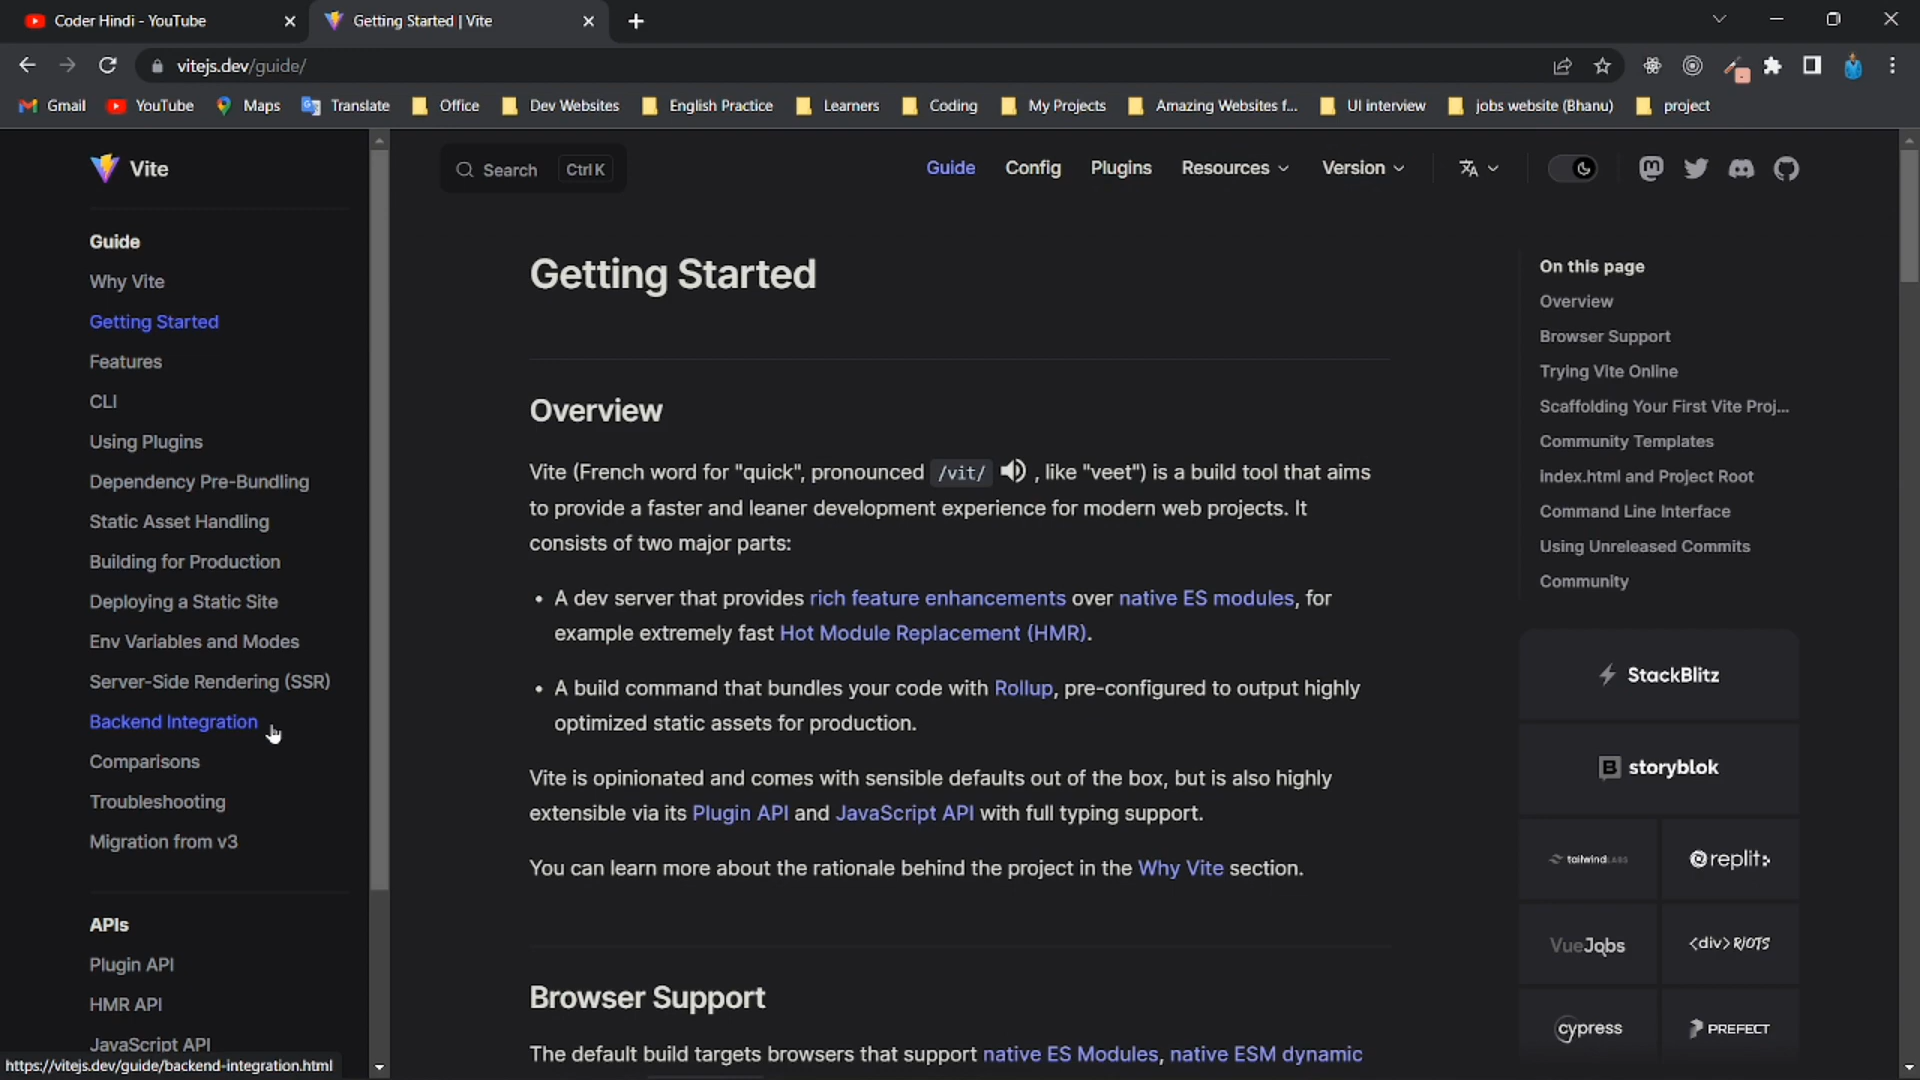 Coder Hindi - YouTube
Getting Started | Vite
vitejs.dev/guide/
Gmail
YouTube
Maps
Translate
Office
Dev Websites
English Practice
Learners
Coding
My Projects
Amazing Websites f...
UI interview
jobs website (Bhanu)
project
Vite
Search Ctrl K
Guide
Config
Plugins
Resources
Version
Guide
Why Vite
Getting Started
Features
CLI
Using Plugins
Dependency Pre-Bundling
Static Asset Handling
Building for Production
Deploying a Static Site
Env Variables and Modes
Server-Side Rendering (SSR)
Backend Integration
Comparisons
Troubleshooting
Migration from v3
APIs
Plugin API
HMR API
JavaScript API
https://vitejs.dev/guide/backend-integration.html
Getting Started
Overview
Vite (French word for "quick", pronounced /vit/ , like "veet") is a build tool that aims
to provide a faster and leaner development experience for modern web projects. It
consists of two major parts:
• A dev server that provides rich feature enhancements over native ES modules, for
example extremely fast Hot Module Replacement (HMR).
• A build command that bundles your code with Rollup, pre-configured to output highly
optimized static assets for production.
Vite is opinionated and comes with sensible defaults out of the box, but is also highly
extensible via its Plugin API and JavaScript API with full typing support.
You can learn more about the rationale behind the project in the Why Vite section.
Browser Support
The default build targets browsers that support native ES Modules, native ESM dynamic
On this page
Overview
Browser Support
Trying Vite Online
Scaffolding Your First Vite Proj...
Community Templates
index.html and Project Root
Command Line Interface
Using Unreleased Commits
Community
StackBlitz
storyblok
tailwind LABS
replit
VueJobs
<div>RIOTS
cypress
PREFECT